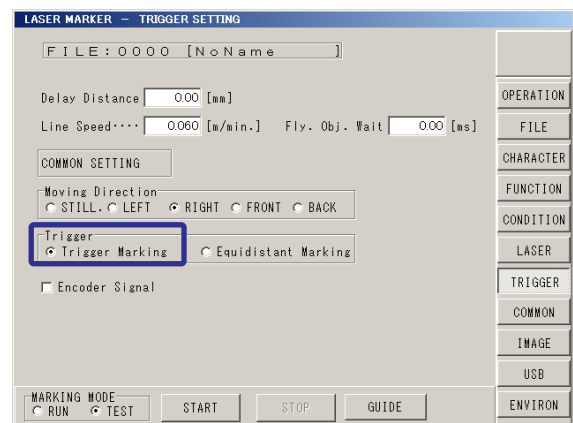 LASER MARKER － TRIGGER SETTING
FILE:0000 [NoName ]
OPERATION
Delay Distance 0.00 [mm]
Line Speed···· 0.060 [m/min.] Fly. Obj. Wait 0.00 [ms]
FILE
COMMON SETTING
CHARACTER
Moving Direction
FUNCTION
STILL. LEFT RIGHT FRONT BACK
CONDITION
Trigger
Trigger Marking Equidistant Marking
LASER
Encoder Signal
TRIGGER
COMMON
IMAGE
USB
MARKING MODE
RUN TEST START STOP GUIDE
ENVIRON